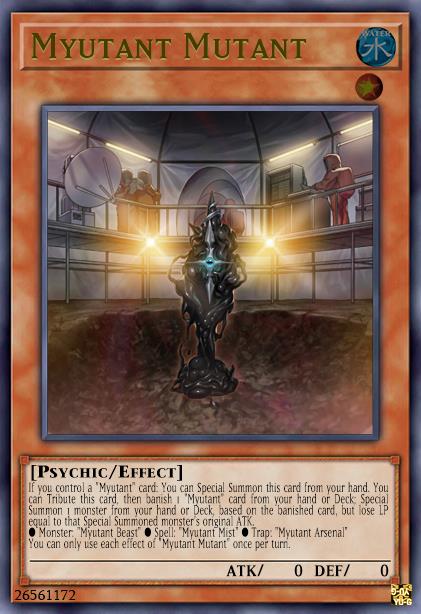 MYUTANT MUTANT
WATER
水
[PSYCHIC/EFFECT]
If you control a "Myutant" card: You can Special Summon this card from your hand. You
can Tribute this card, then banish 1 "Myutant" card from your hand or Deck; Special
Summon 1 monster from your hand or Deck, based on the banished card, but lose LP
equal to that Special Summoned monster's original ATK.
●Monster: "Myutant Beast" ●Spell: "Myutant Mist" ●Trap: "Myutant Arsenal"
You can only use each effect of "Myutant Mutant" once per turn.
ATK/ 0 DEF/ 0
26561172